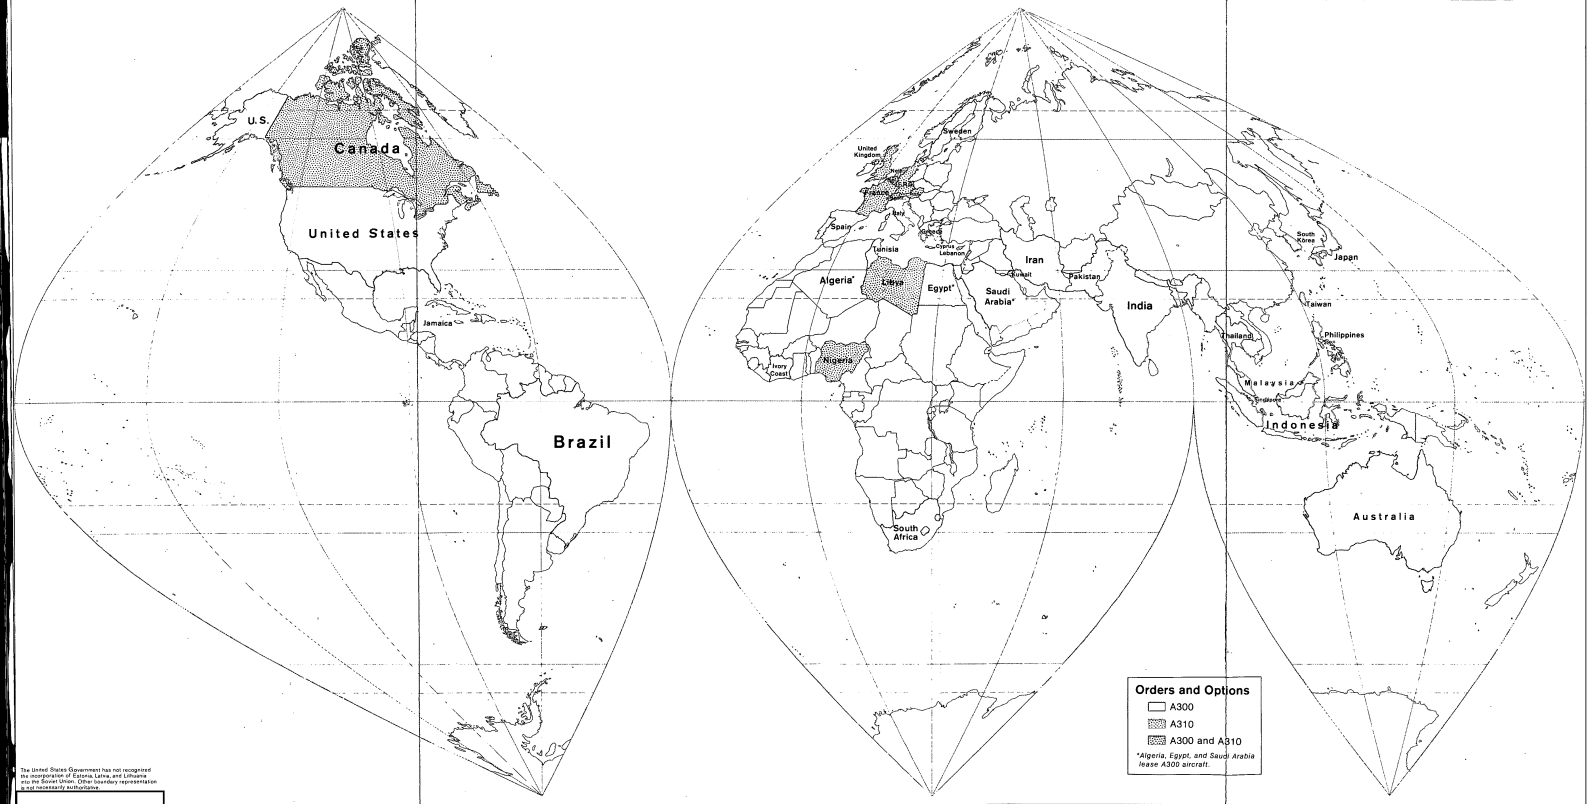 U.S.
Canada
United States
Jamaica
Brazil
Sweden
United
Kingdom
France
Italy
Spain
Greece
Tunisia
Cyprus
Lebanon
Algeria*
Libya
Egypt*
Kuwait
Iran
Pakistan
Saudi
Arabia*
India
Nigeria
Ivory
Coast
South
Africa
South
Korea
Japan
Taiwan
Thailand
Philippines
Malaysia
Singapore
Indonesia
Australia
Orders and Options
A300
A310
A300 and A310
*Algeria, Egypt, and Saudi Arabia
lease A300 aircraft.
The United States Government has not recognized
the incorporation of Estonia, Latvia, and Lithuania
into the Soviet Union. Other boundary representation
is not necessarily authoritative.